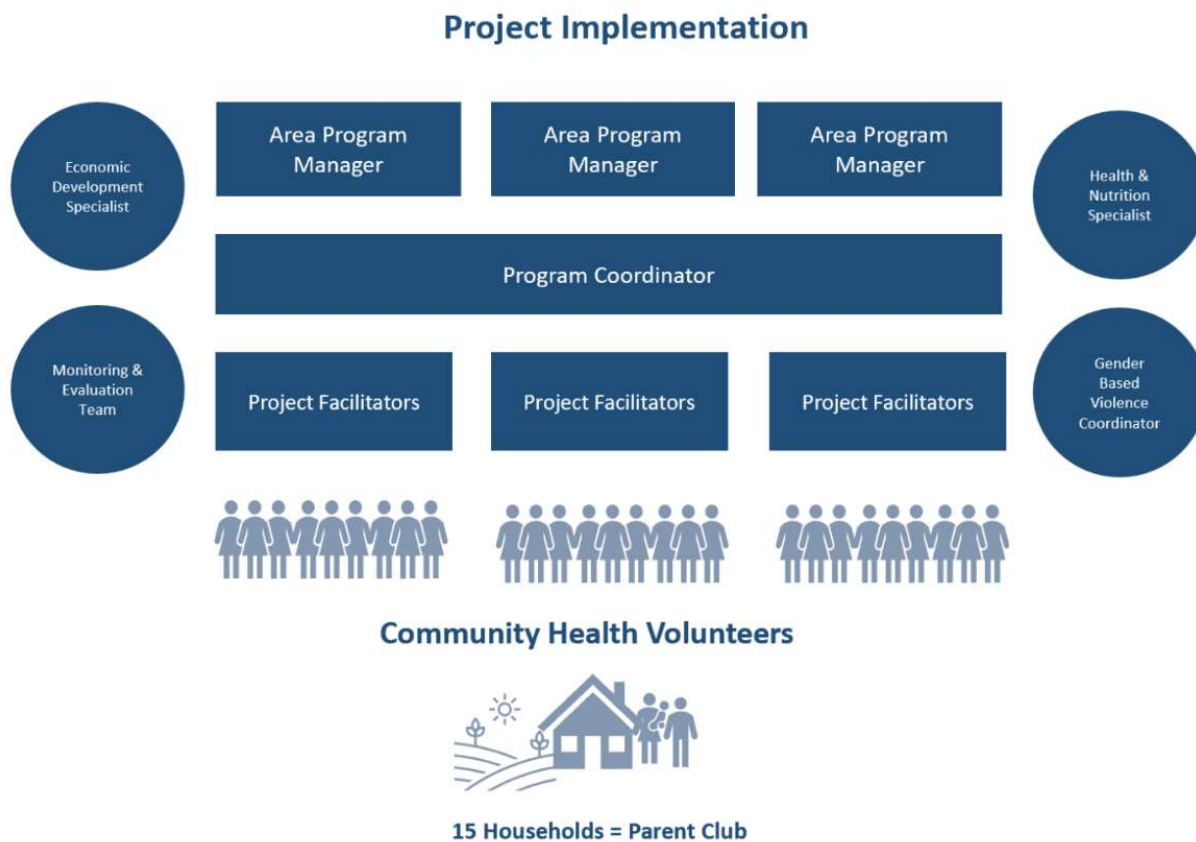 Project Implementation
Economic
Development
Specialist
Area Program
Manager
Area Program
Manager
Area Program
Manager
Health &
Nutrition
Specialist
Program Coordinator
Monitoring &
Evaluation
Team
Project Facilitators
Project Facilitators
Project Facilitators
Gender
Based
Violence
Coordinator
Community Health Volunteers
15 Households = Parent Club